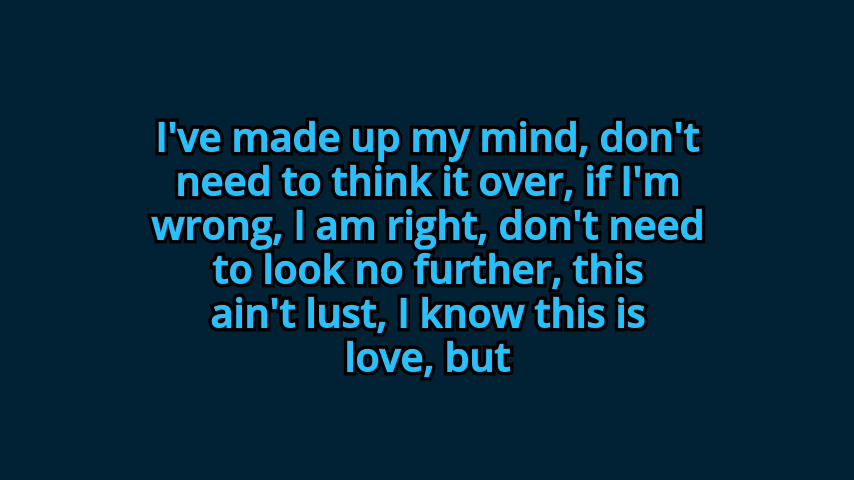 I've made up my mind, don't
need to think it over, if I'm
wrong, I am right, don't need
to look no further, this
ain't lust, I know this is
love, but